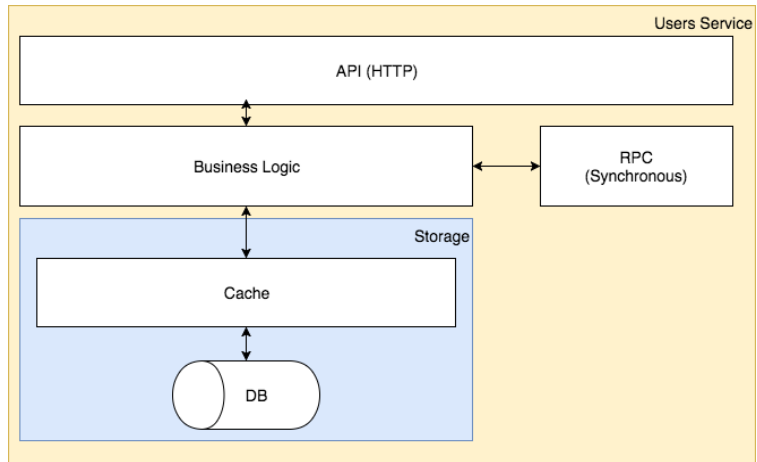 Users Service
API (HTTP)
Business Logic
RPC
(Synchronous)
Storage
Cache
DB